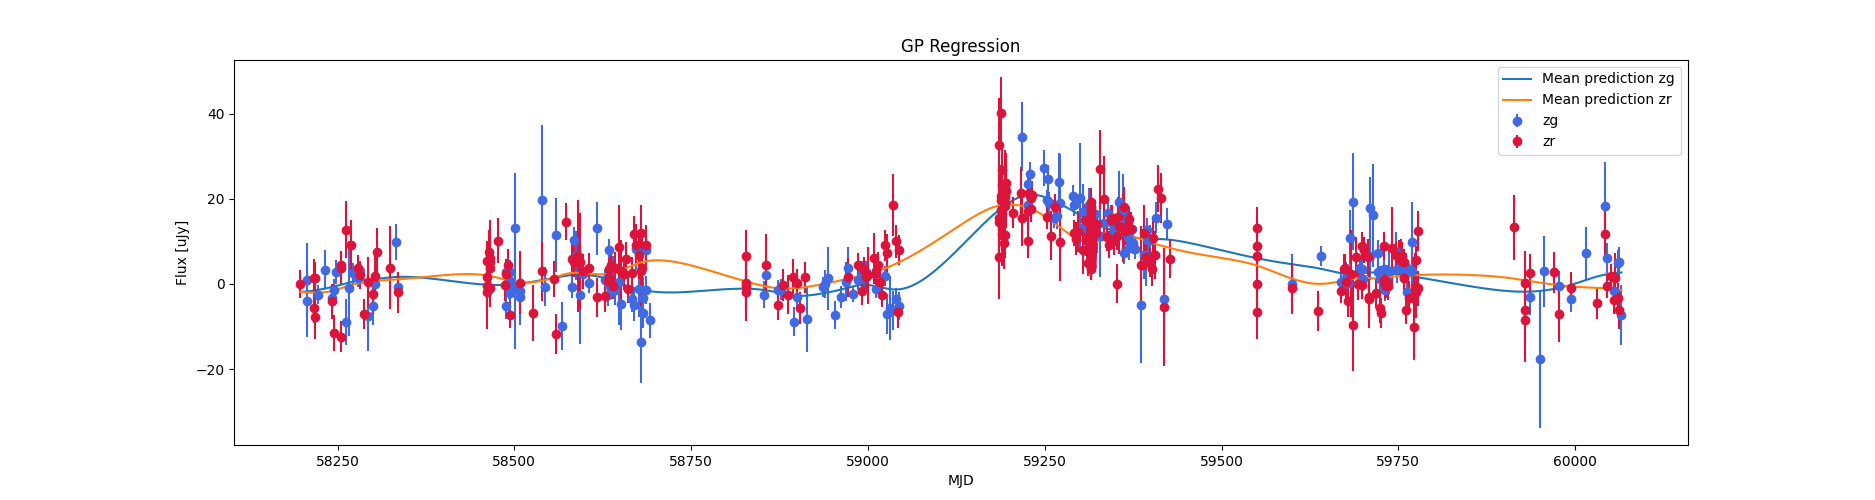 GP Regression
Mean prediction zg
Mean prediction zr
zg
zr
Flux [uJy]
40
20
0
−20
58250
58500
58750
59000
59250
59500
59750
60000
MJD